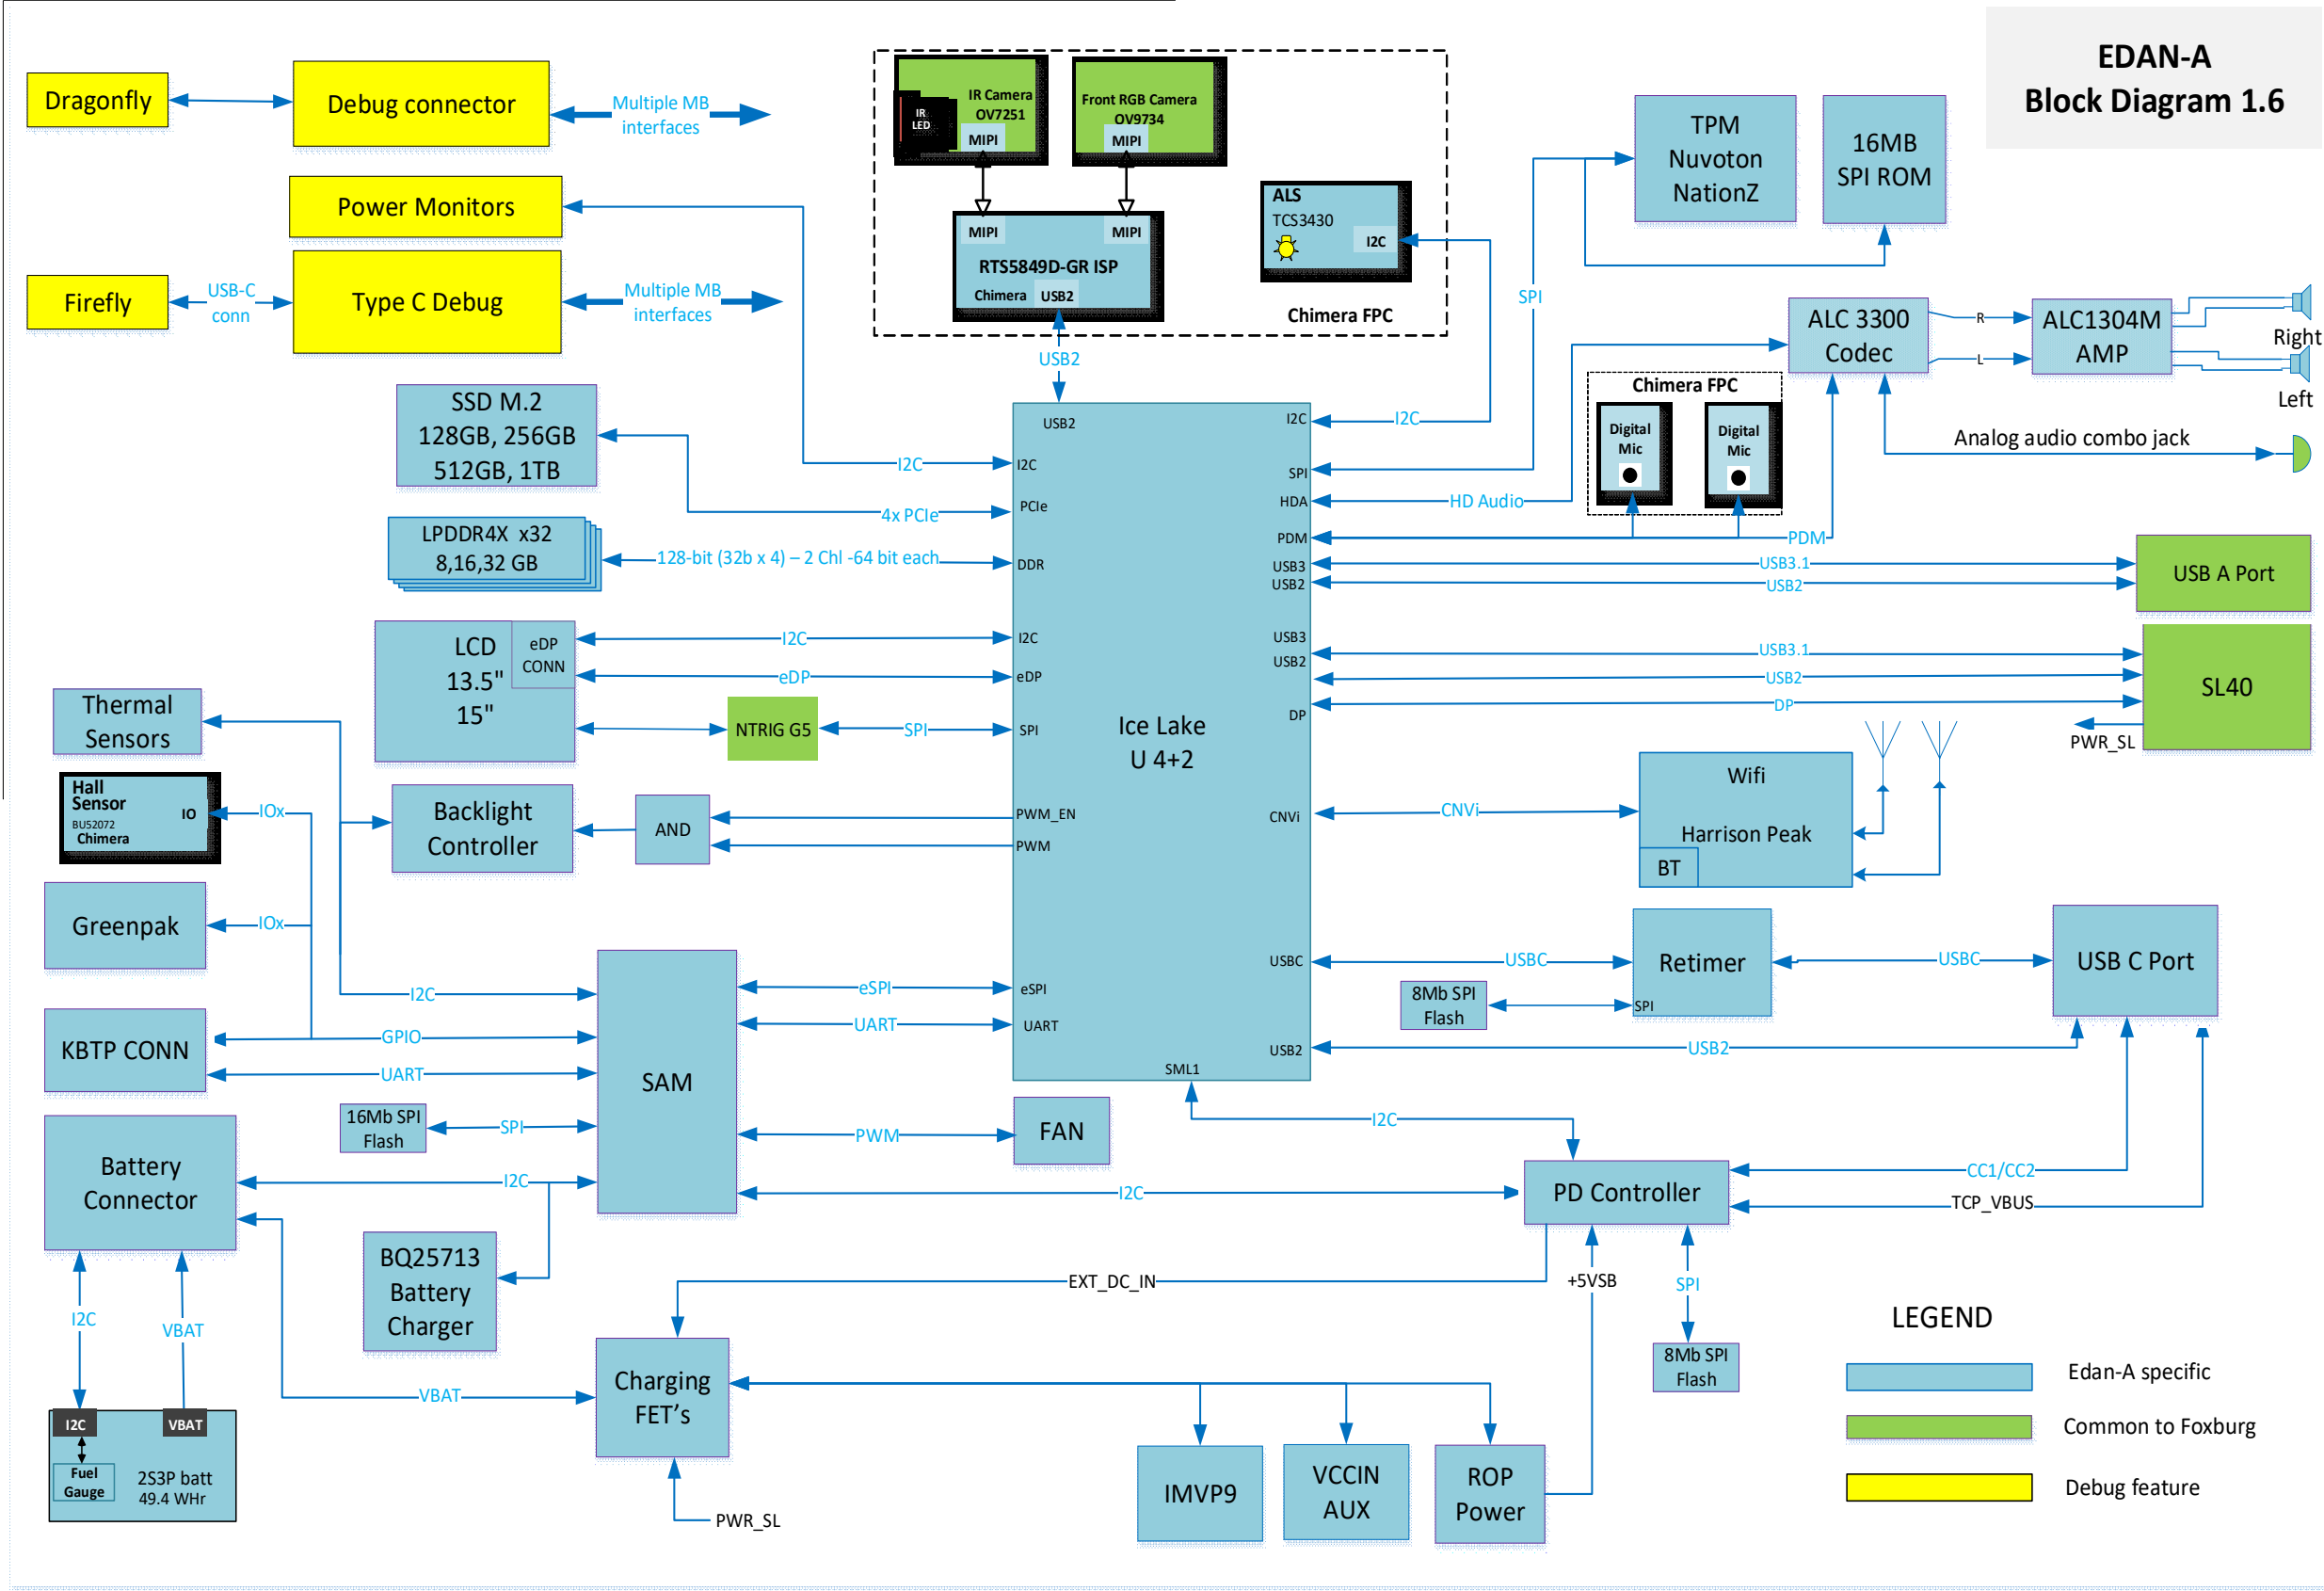 EDAN-A
Block Diagram 1.6
Dragonfly
Debug connector
Multiple MB
interfaces
Power Monitors
Firefly
USB-C
conn
Type C Debug
Multiple MB
interfaces
IR
LED
IR Camera
OV7251
MIPI
Front RGB Camera
OV9734
MIPI
MIPI
MIPI
RTS5849D-GR ISP
Chimera
USB2
ALS
TCS3430
I2C
Chimera FPC
USB2
TPM
Nuvoton
NationZ
16MB
SPI ROM
SPI
ALC 3300
Codec
R
L
ALC1304M
AMP
Right
Left
Chimera FPC
Digital
Mic
Digital
Mic
Analog audio combo jack
SSD M.2
128GB, 256GB
512GB, 1TB
LPDDR4X x32
8,16,32 GB
I2C
4x PCIe
128-bit (32b x 4) – 2 Chl -64 bit each
LCD
13.5"
15"
eDP
CONN
I2C
eDP
NTRIG G5
SPI
Ice Lake
U 4+2
USB2
I2C
PCIe
DDR
I2C
eDP
SPI
PWM_EN
PWM
eSPI
UART
SML1
I2C
SPI
HDA
PDM
USB3
USB2
USB3
USB2
DP
CNVi
USBC
USB2
I2C
HD Audio
PDM
USB3.1
USB2
USB A Port
USB3.1
USB2
DP
SL40
PWR_SL
CNVi
Wifi
Harrison Peak
BT
USBC
Retimer
SPI
8Mb SPI
Flash
USBC
USB C Port
USB2
Thermal
Sensors
Hall
Sensor
BU52072
Chimera
IO
IOx
Backlight
Controller
AND
Greenpak
IOx
I2C
KBTP CONN
GPIO
UART
SAM
eSPI
UART
16Mb SPI
Flash
SPI
PWM
FAN
Battery
Connector
I2C
I2C
I2C
PD Controller
CC1/CC2
TCP_VBUS
BQ25713
Battery
Charger
EXT_DC_IN
+5VSB
SPI
8Mb SPI
Flash
I2C
VBAT
VBAT
Charging
FET's
PWR_SL
I2C
VBAT
Fuel
Gauge
2S3P batt
49.4 WHr
IMVP9
VCCIN
AUX
ROP
Power
LEGEND
Edan-A specific
Common to Foxburg
Debug feature